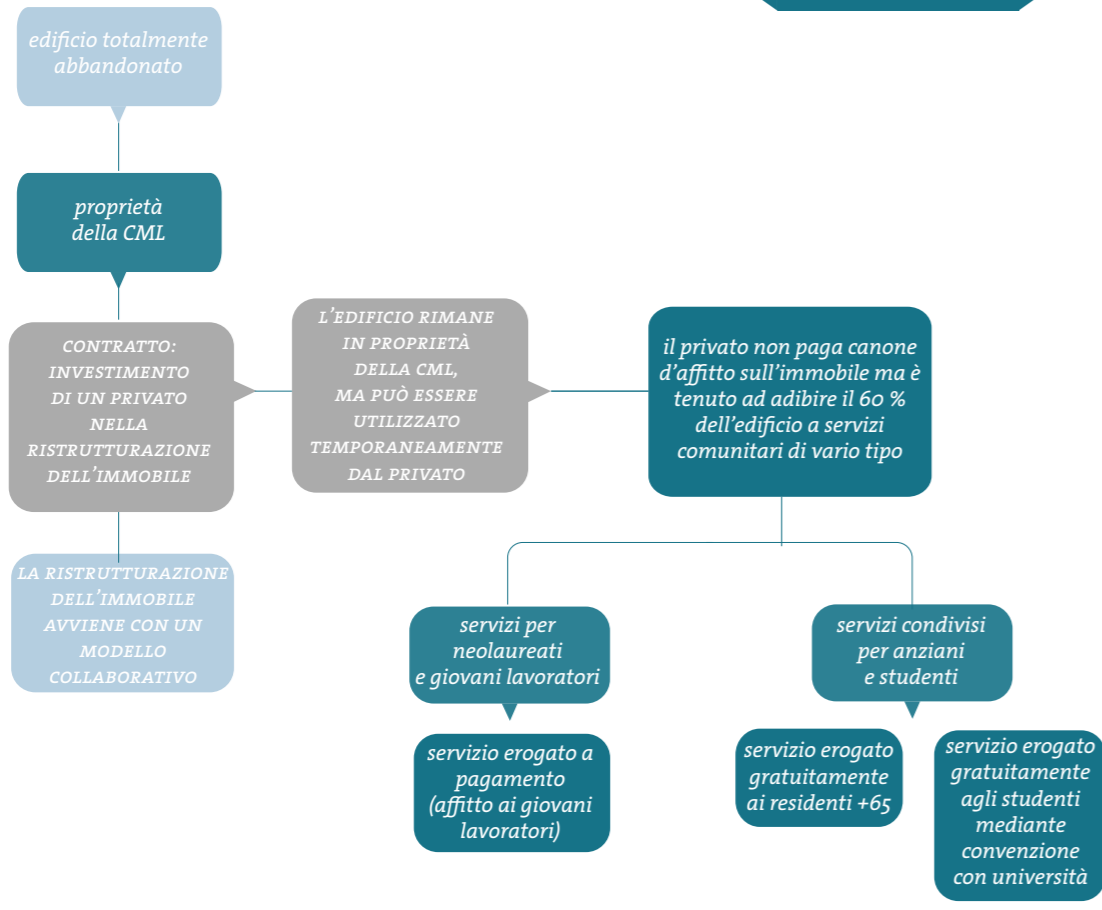 edificio totalmente
abbandonato
proprietà
della CML
CONTRATTO:
INVESTIMENTO
DI UN PRIVATO
NELLA
RISTRUTTURAZIONE
DELL'IMMOBILE
L'EDIFICIO RIMANE
IN PROPRIETÀ
DELLA CML,
MA PUÒ ESSERE
UTILIZZATO
TEMPORANEAMENTE
DAL PRIVATO
il privato non paga canone
d'affitto sull'immobile ma è
tenuto ad adibire il 60 %
dell'edificio a servizi
comunitari di vario tipo
LA RISTRUTTURAZIONE
DELL'IMMOBILE
AVVIENE CON UN
MODELLO
COLLABORATIVO
servizi per
neolaureati
e giovani lavoratori
servizi condivisi
per anziani
e studenti
servizio erogato a
pagamento
(affitto ai giovani
lavoratori)
servizio erogato
gratuitamente
ai residenti +65
servizio erogato
gratuitamente
agli studenti
mediante
convenzione
con università